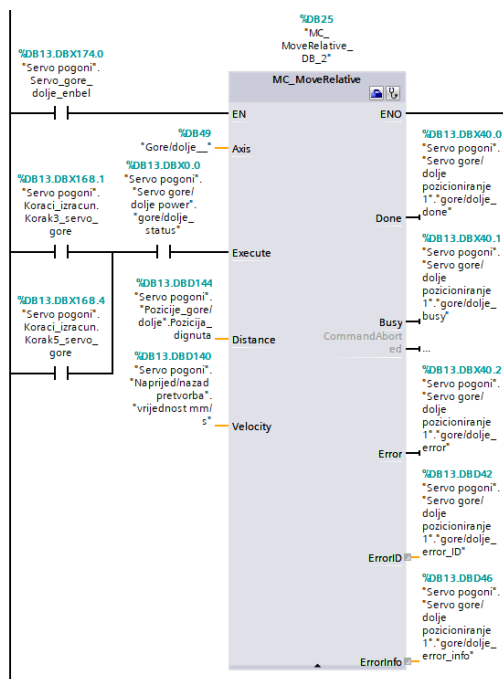 %DB25
"MC_
MoveRelative_
DB_2"
MC_MoveRelative
%DB13.DBX174.0
"Servo pogoni".
Servo_gore_
dolje_enbel
EN
ENO
%DB49
"Gore/dolje__"
Axis
%DB13.DBX168.1
"Servo pogoni".
Koraci_izracun.
Korak3_servo_
gore
%DB13.DBX0.0
"Servo pogoni".
"Servo gore/
dolje power".
"gore/dolje_
status"
Execute
%DB13.DBX168.4
"Servo pogoni".
Koraci_izracun.
Korak5_servo_
gore
%DB13.DBD144
"Servo pogoni".
"Pozicije_gore/
dolje".Pozicija_
dignuta
Distance
%DB13.DBD140
"Servo pogoni".
"Naprijed/nazad
pretvorba".
"vrijednost mm/
s"
Velocity
%DB13.DBX40.0
"Servo pogoni".
"Servo gore/
dolje
pozicioniranje
1"."gore/dolje_
done"
Done
%DB13.DBX40.1
"Servo pogoni".
"Servo gore/
dolje
pozicioniranje
1"."gore/dolje_
busy"
Busy
CommandAbort
ed
...
%DB13.DBX40.2
"Servo pogoni".
"Servo gore/
dolje
pozicioniranje
1"."gore/dolje_
error"
Error
%DB13.DBD42
"Servo pogoni".
"Servo gore/
dolje
pozicioniranje
1"."gore/dolje_
error_ID"
ErrorID
%DB13.DBD46
"Servo pogoni".
"Servo gore/
dolje
pozicioniranje
1"."gore/dolje_
error_info"
ErrorInfo